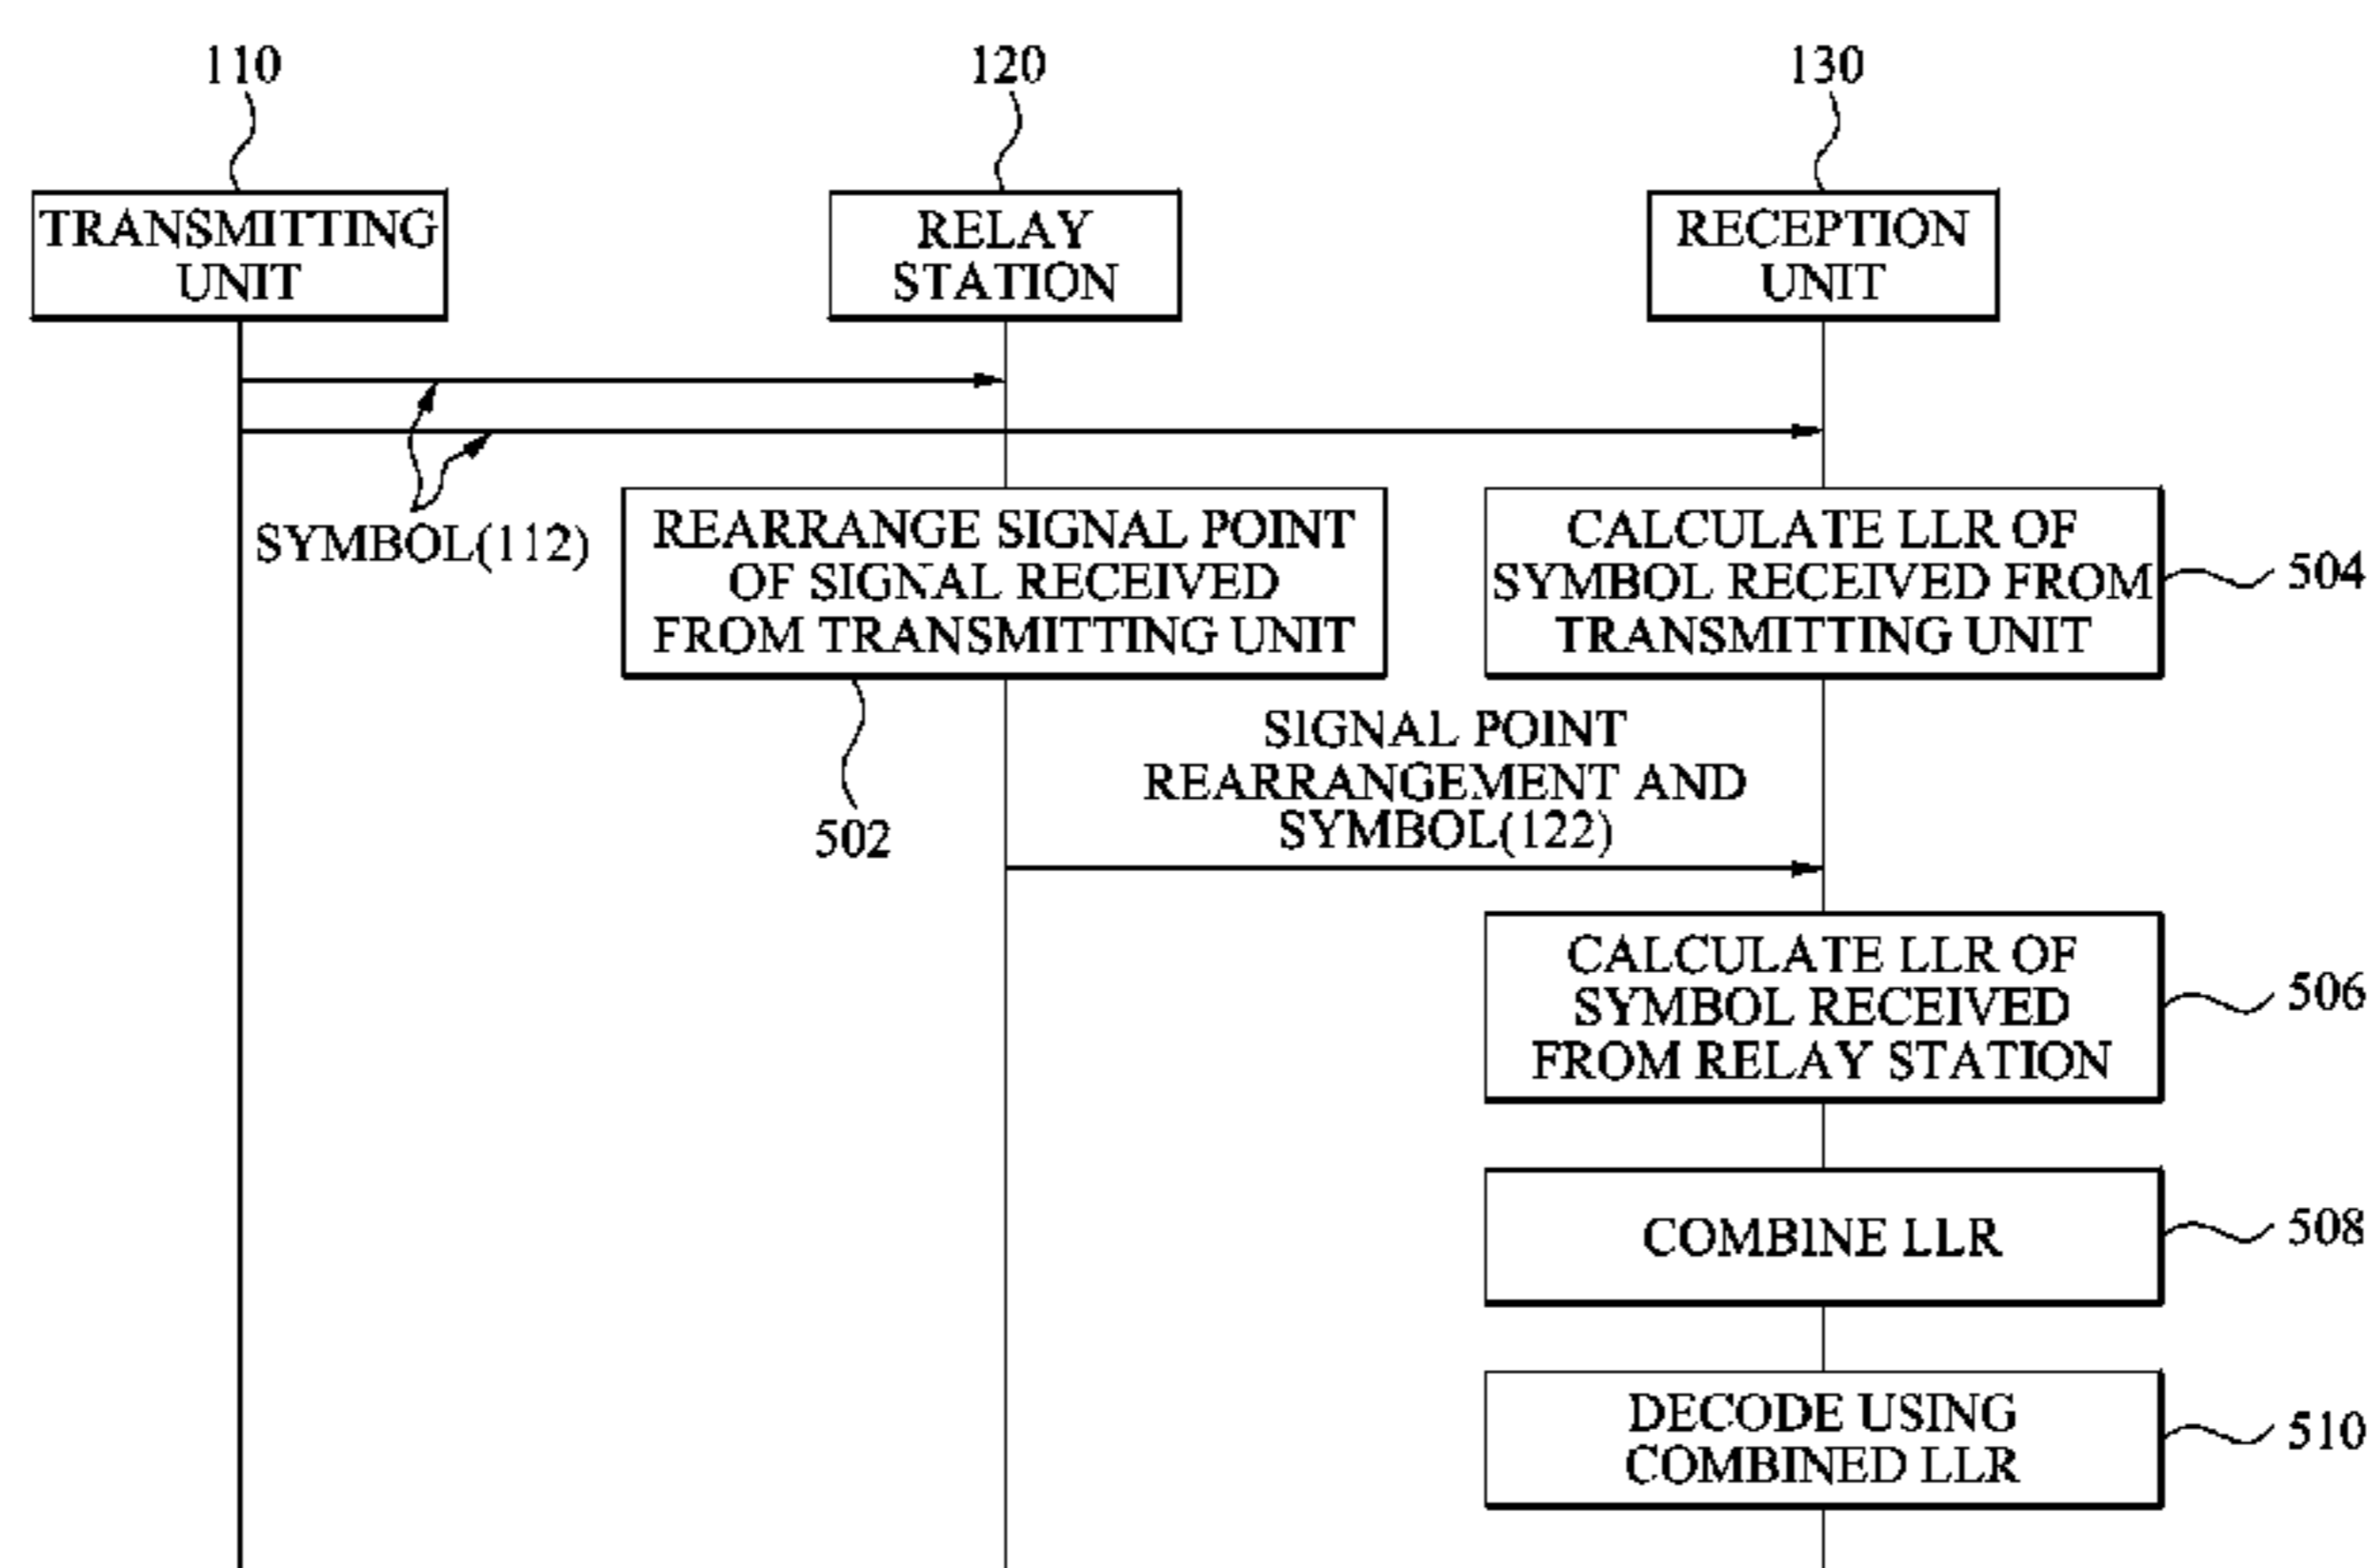 110
120
130
TRANSMITTING
UNIT
RELAY
STATION
RECEPTION
UNIT
SYMBOL(112)
REARRANGE SIGNAL POINT
OF SIGNAL RECEIVED
FROM TRANSMITTING UNIT
502
CALCULATE LLR OF
SYMBOL RECEIVED FROM
TRANSMITTING UNIT
504
SIGNAL POINT
REARRANGEMENT AND
SYMBOL(122)
CALCULATE LLR OF
SYMBOL RECEIVED
FROM RELAY STATION
506
COMBINE LLR
508
DECODE USING
COMBINED LLR
510